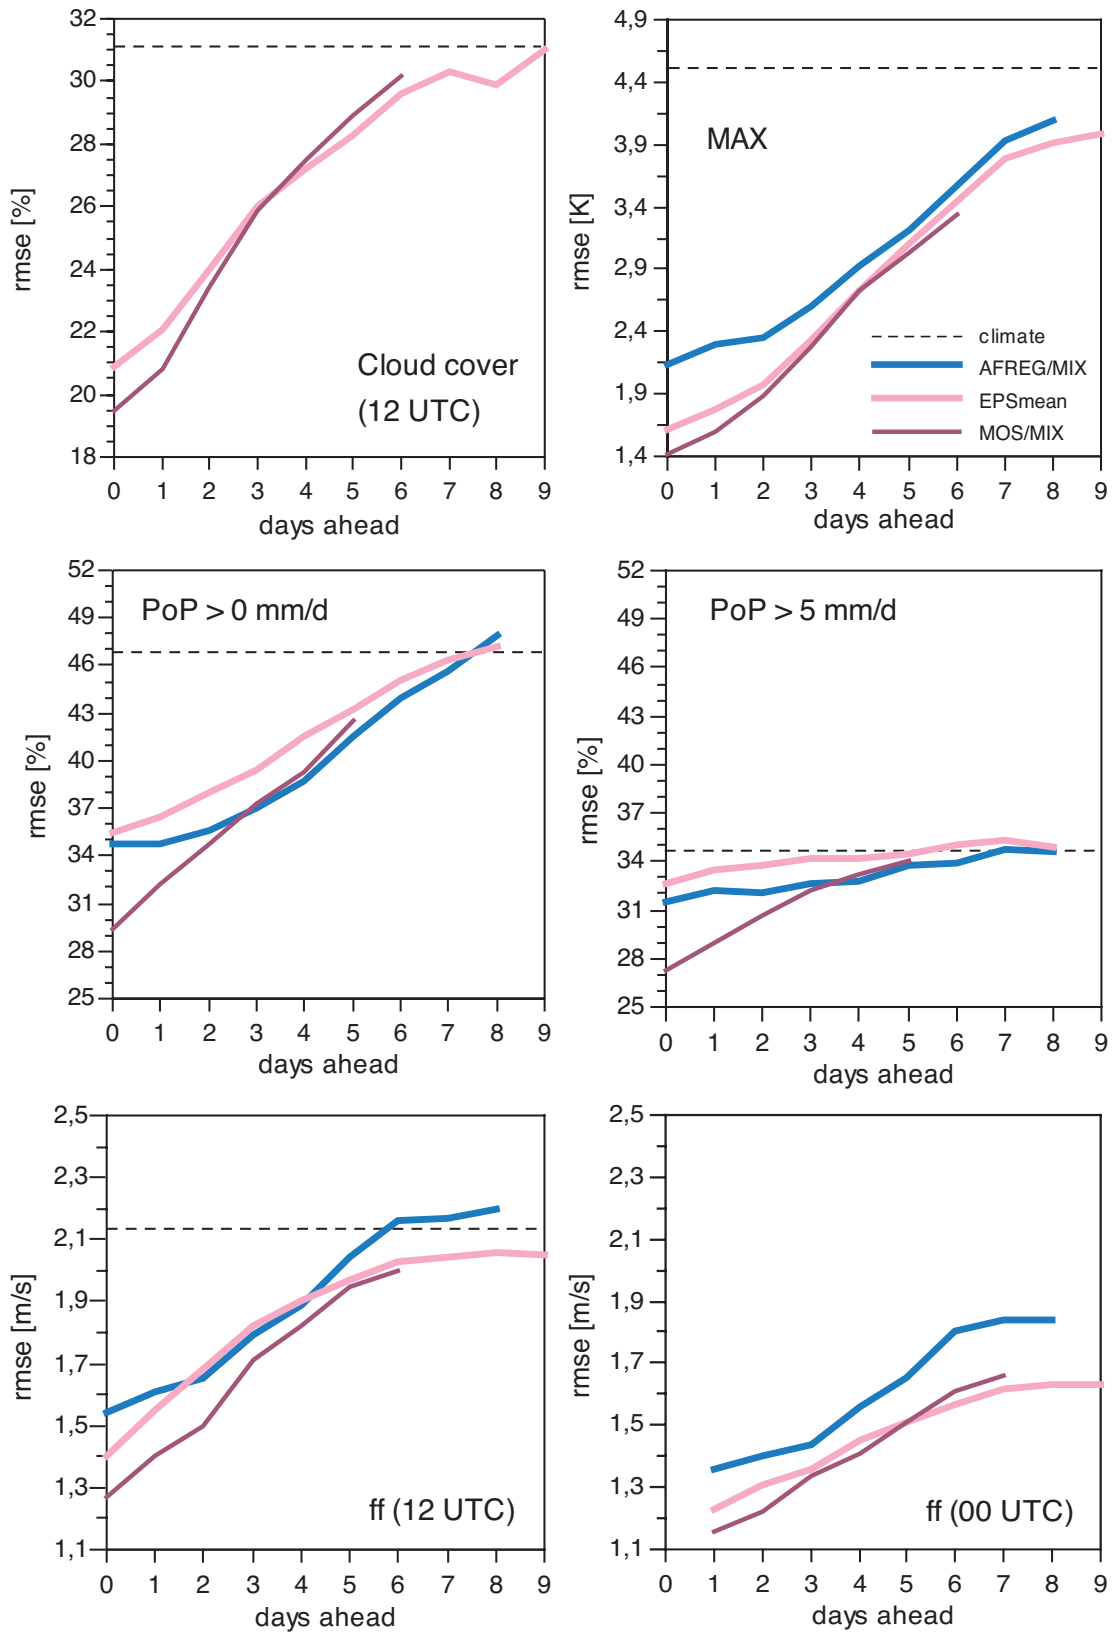 32
30
28
26
24
22
20
18
rmse [%]
Cloud cover
(12 UTC)
0 1 2 3 4 5 6 7 8 9
days ahead
4,9
4,4
3,9
3,4
2,9
2,4
1,9
1,4
rmse [K]
MAX
climate
AFREG/MIX
EPSmean
MOS/MIX
0 1 2 3 4 5 6 7 8 9
days ahead
52
49
46
43
40
37
34
31
28
25
rmse [%]
PoP > 0 mm/d
0 1 2 3 4 5 6 7 8 9
days ahead
52
49
46
43
40
37
34
31
28
25
rmse [%]
PoP > 5 mm/d
0 1 2 3 4 5 6 7 8 9
days ahead
2,5
2,3
2,1
1,9
1,7
1,5
1,3
1,1
rmse [m/s]
ff (12 UTC)
0 1 2 3 4 5 6 7 8 9
days ahead
2,5
2,3
2,1
1,9
1,7
1,5
1,3
1,1
rmse [m/s]
ff (00 UTC)
0 1 2 3 4 5 6 7 8 9
days ahead